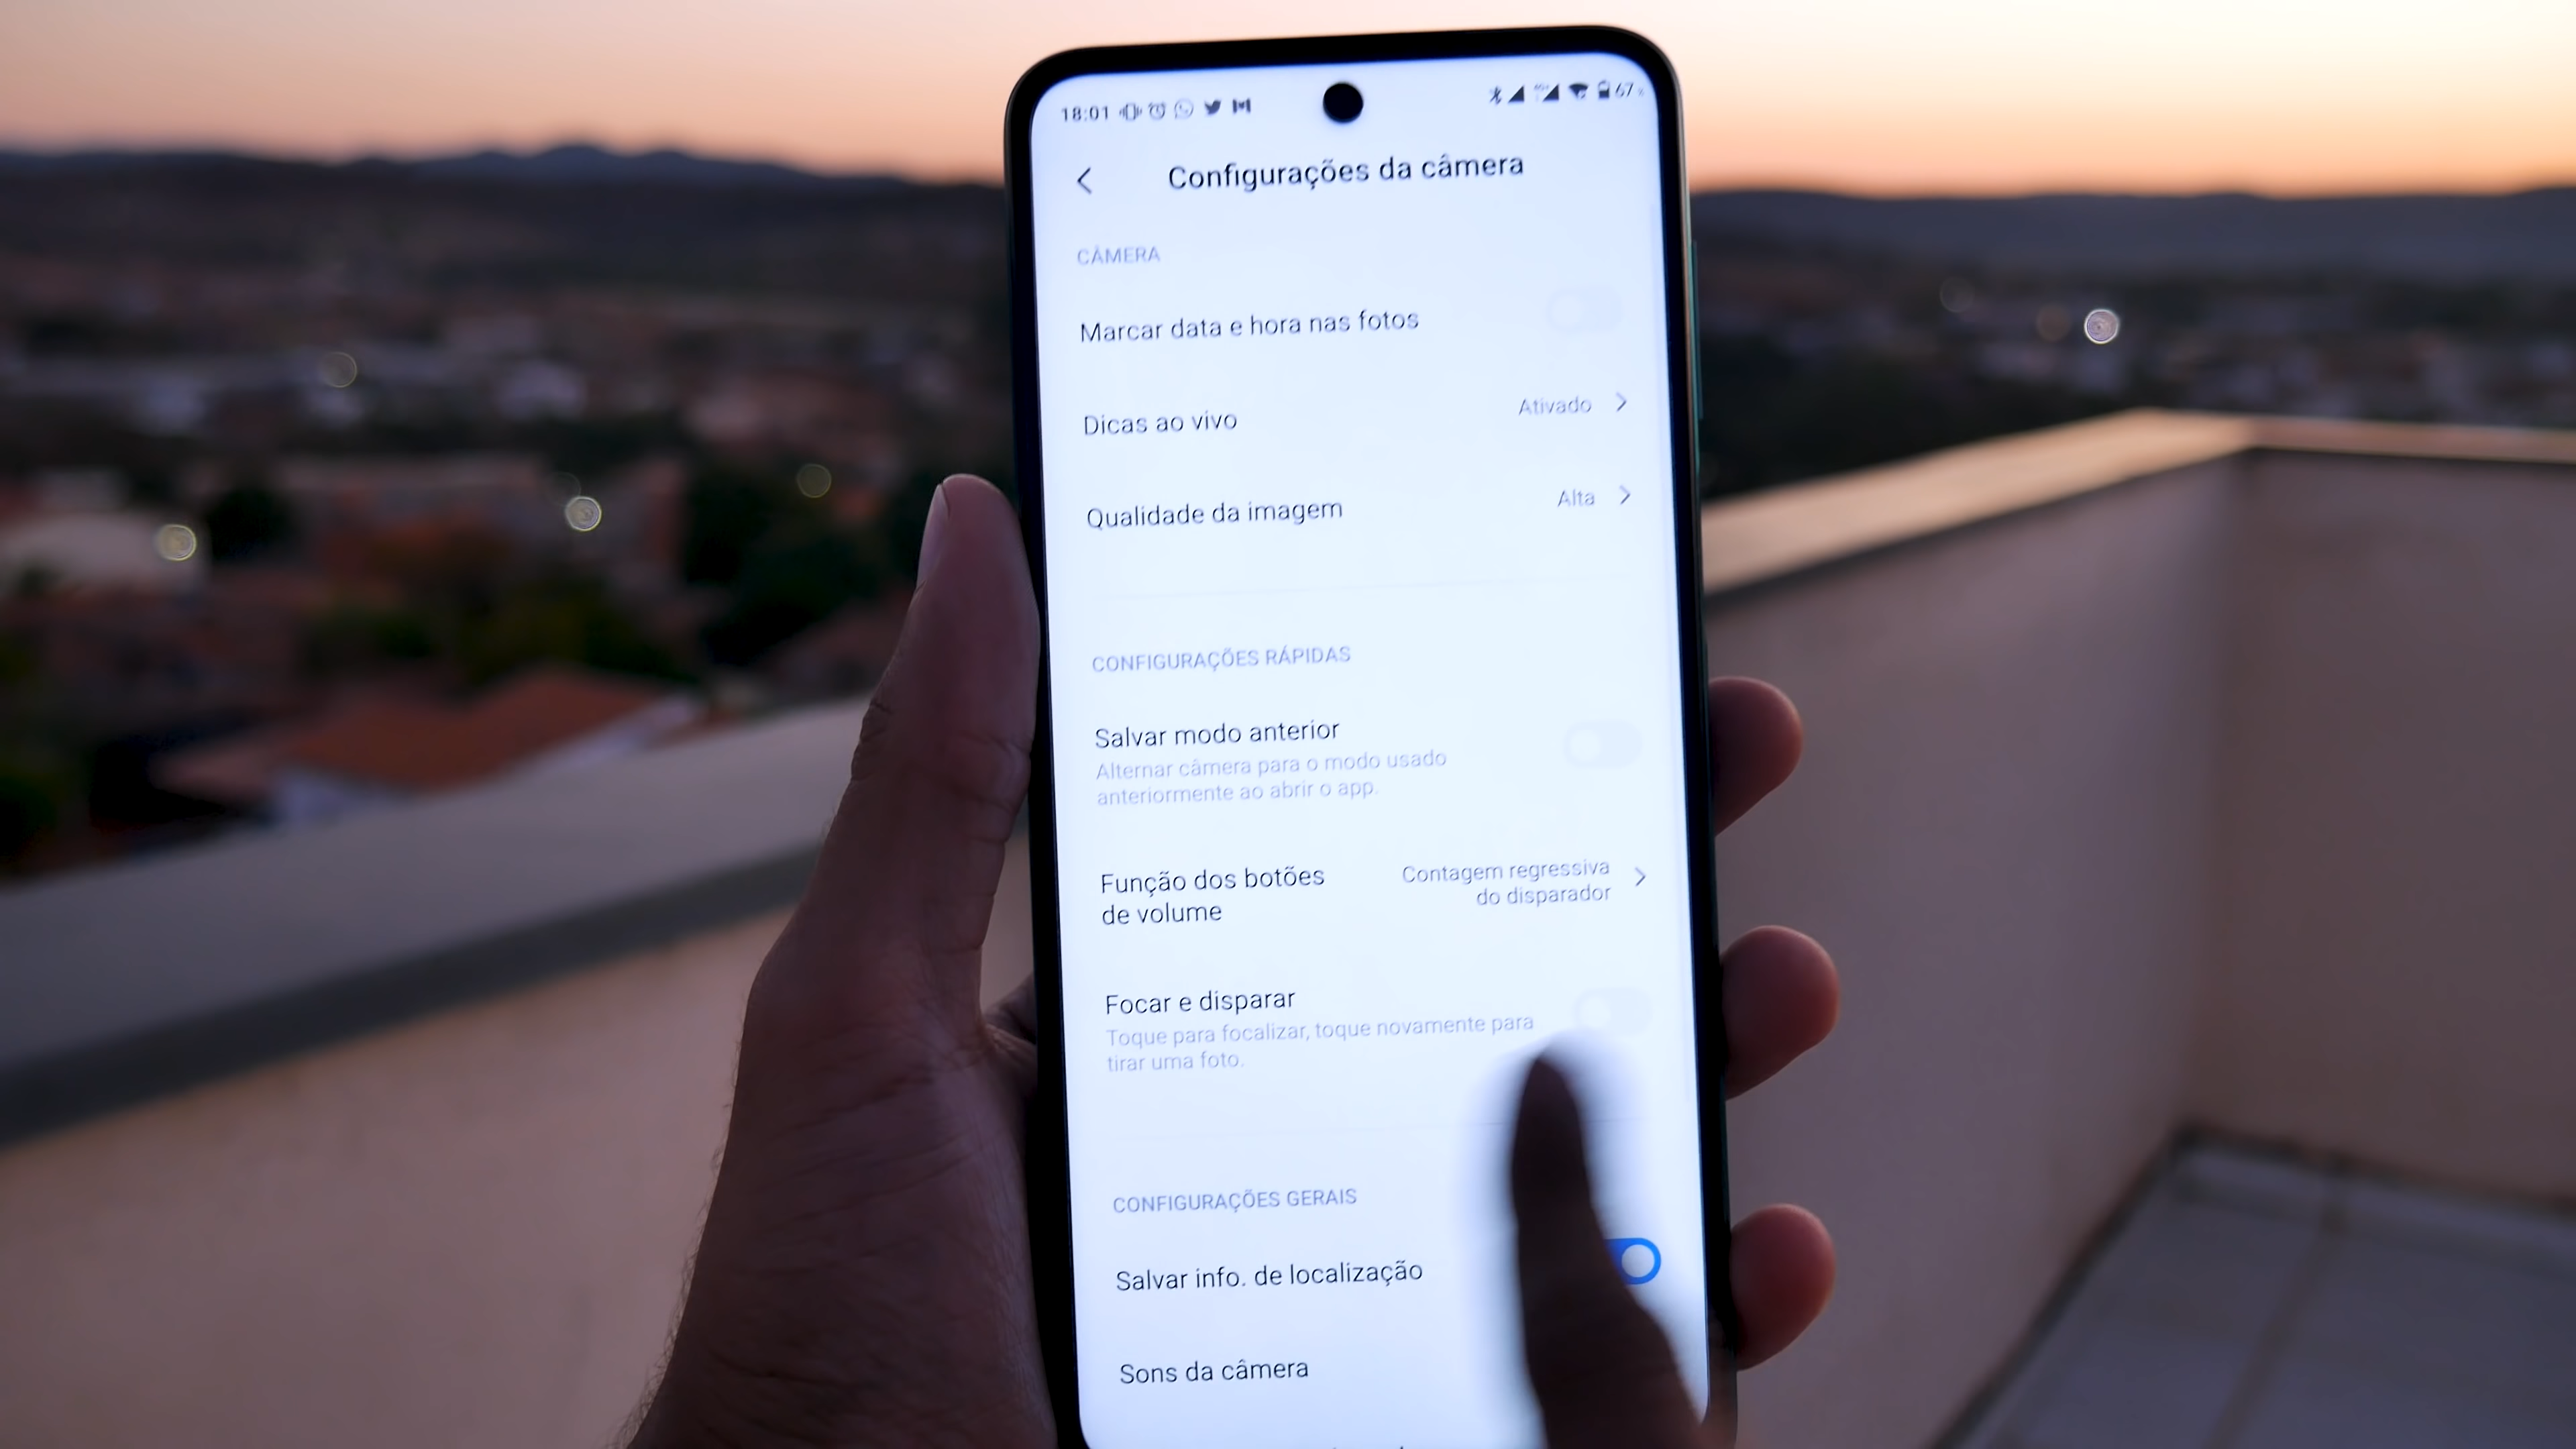 18:01 67
Configurações da câmera
CÂMERA
Marcar data e hora nas fotos
Dicas ao vivo Ativado
Qualidade da imagem Alta
CONFIGURAÇÕES RÁPIDAS
Salvar modo anterior
Alternar câmera para o modo usado
anteriormente ao abrir o app.
Função dos botões
de volume
Contagem regressiva
do disparador
Focar e disparar
Toque para focalizar, toque novamente para
tirar uma foto.
CONFIGURAÇÕES GERAIS
Salvar info. de localização
Sons da câmera